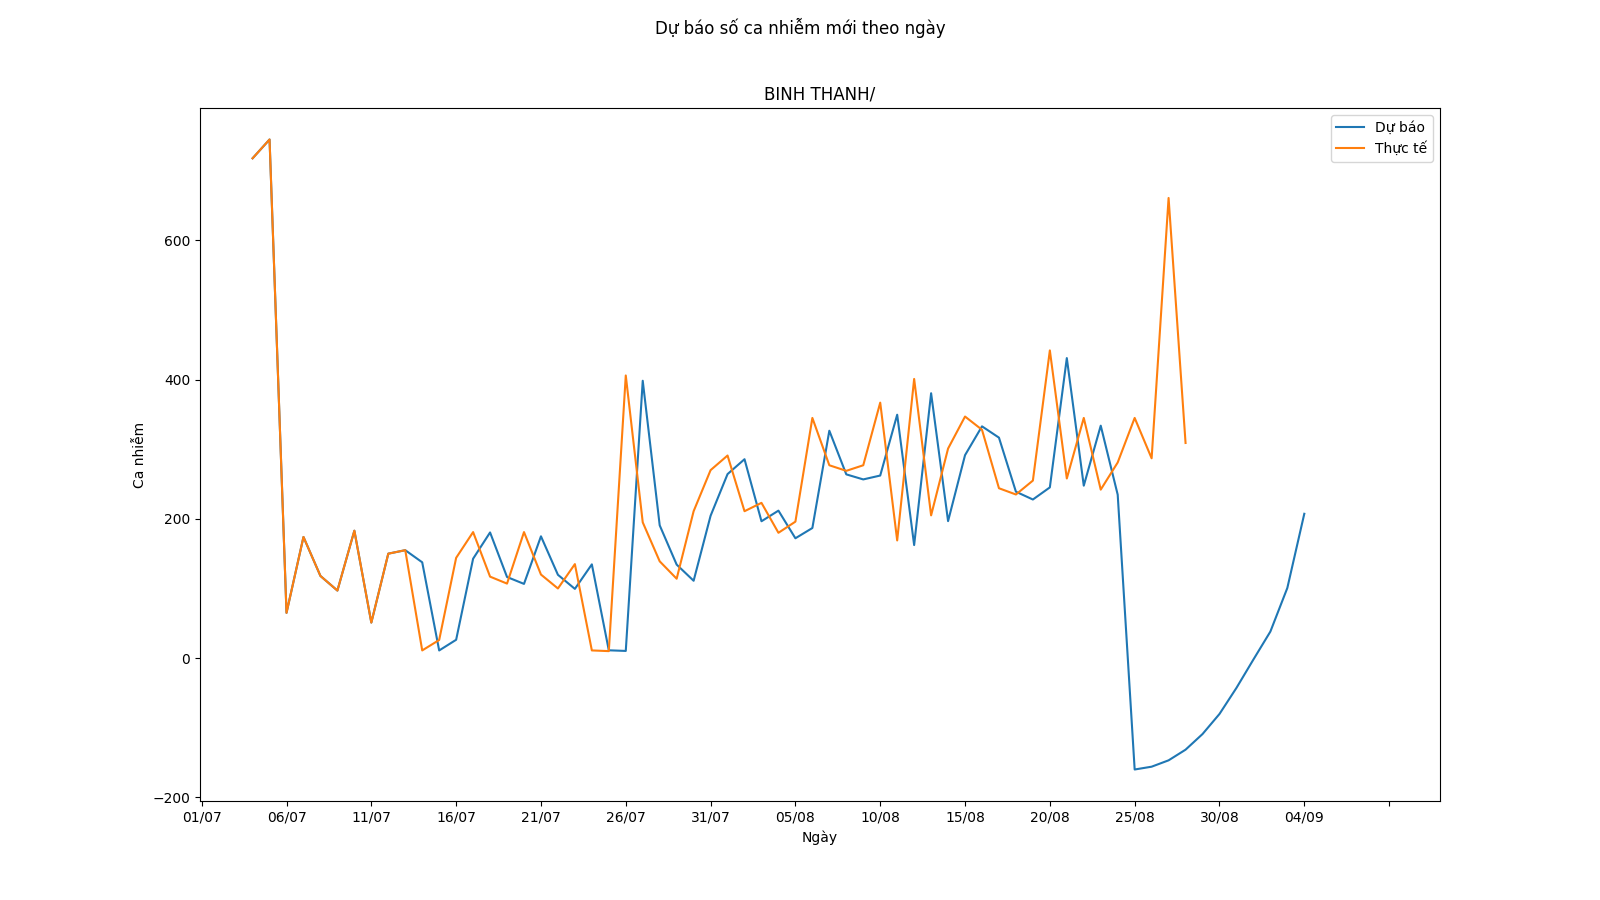 Dự báo số ca nhiễm mới theo ngày
BINH THANH/
Dự báo
Thực tế
600
400
200
0
−200
Ca nhiễm
01/07 06/07 11/07 16/07 21/07 26/07 31/07 05/08 10/08 15/08 20/08 25/08 30/08 04/09
Ngày